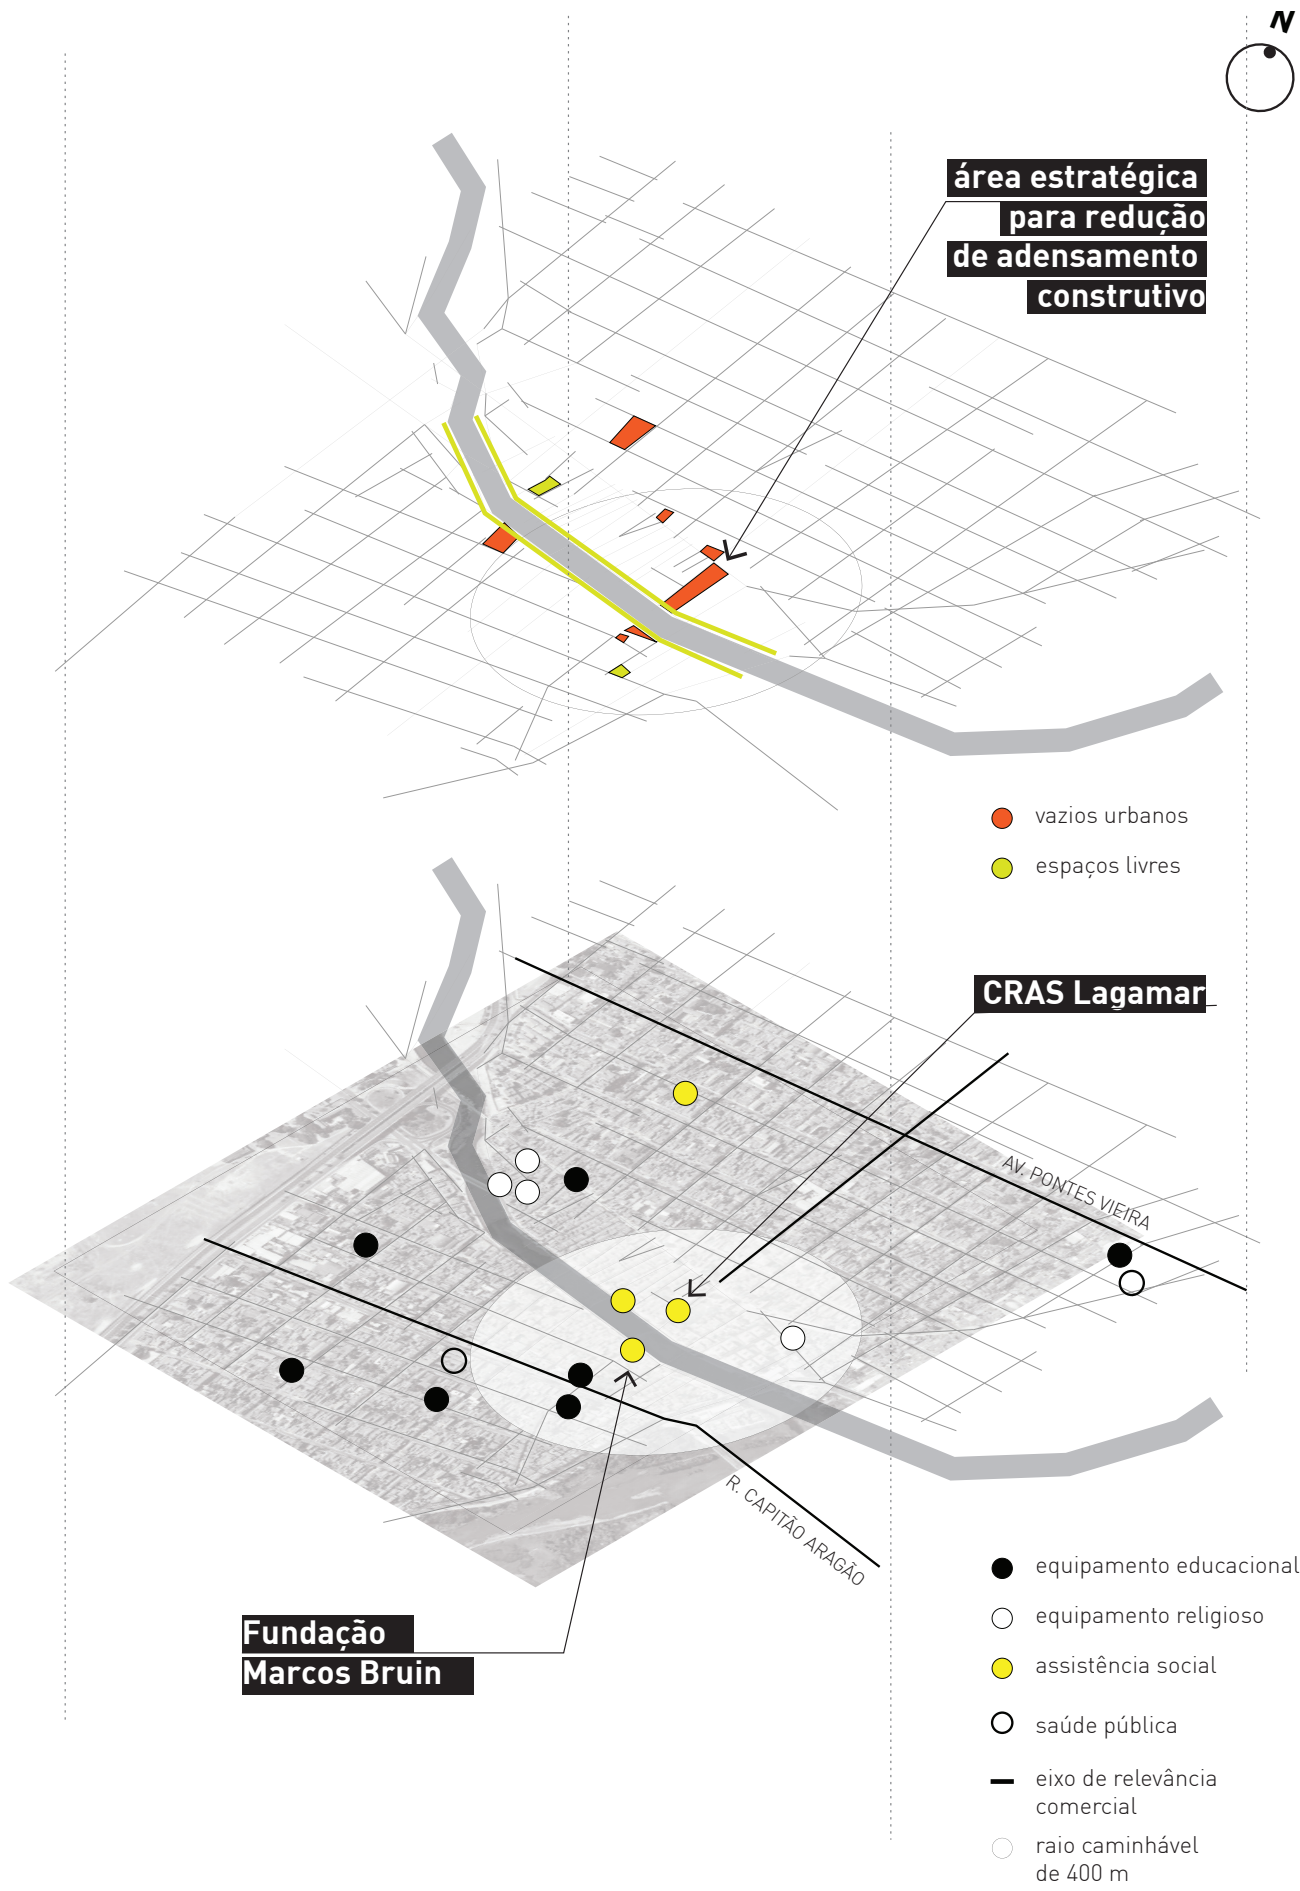 N
área estratégica
para redução
de adensamento
construtivo
vazios urbanos
espaços livres
CRAS Lagamar
AV. PONTES VIEIRA
R. CAPITÃO ARAGÃO
Fundação
Marcos Bruin
equipamento educacional
equipamento religioso
assistência social
saúde pública
eixo de relevância
comercial
raio caminhável
de 400 m